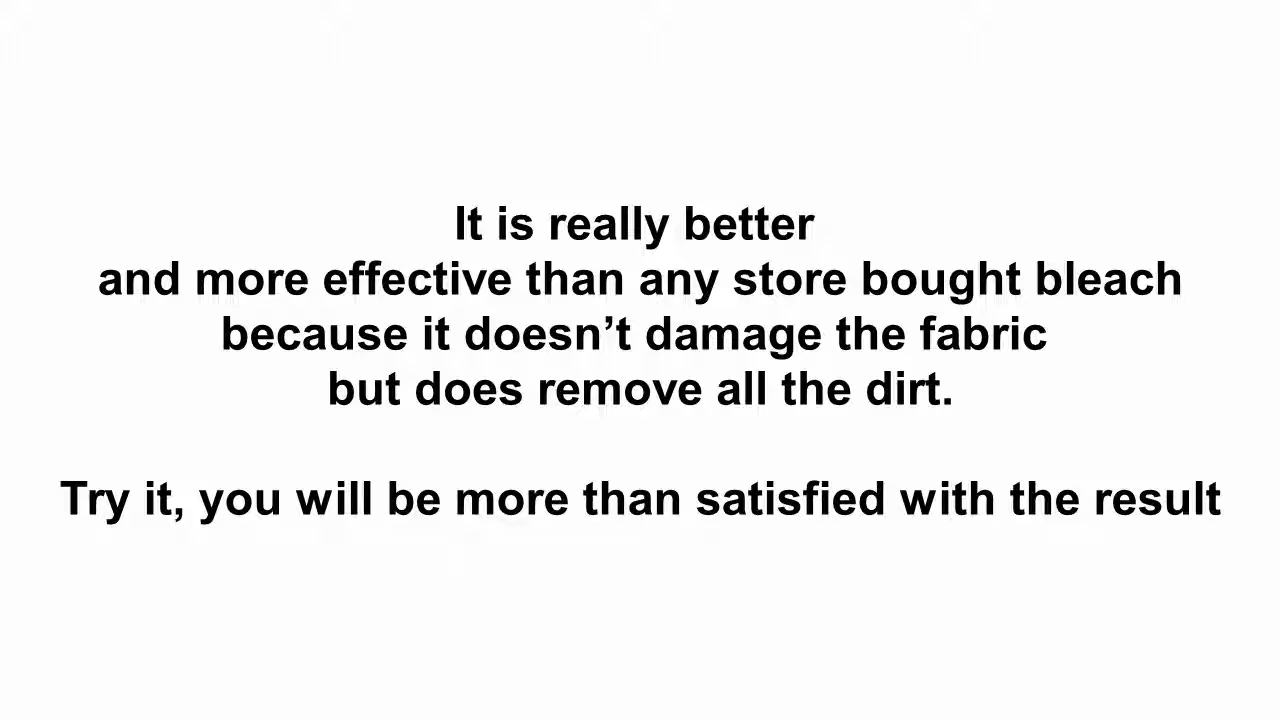 It is really better
and more effective than any store bought bleach
because it doesn’t damage the fabric
but does remove all the dirt.
Try it, you will be more than satisfied with the result